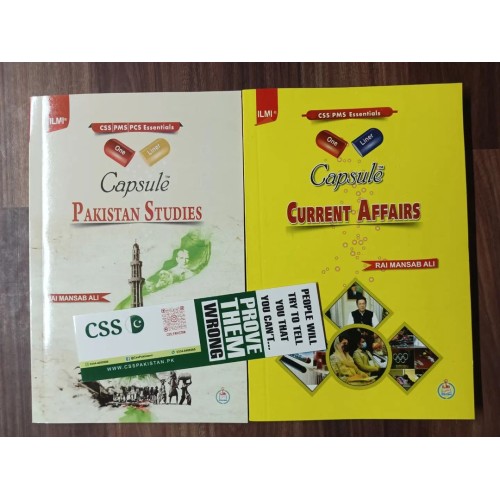 ILMI®
CSS PMS PCS Essentials
One
Liner
Capsule
PAKISTAN STUDIES
RAI MANSAB ALI
ILMI®
CSS PMS Essentials
One
Liner
Capsule
CURRENT AFFAIRS
RAI MANSAB ALI
CSS
WWW.CSSPAKISTAN.PK
PROVE
THEM
WRONG
PEOPLE WILL
TRY TO TELL
YOU THAT
YOU CAN'T...